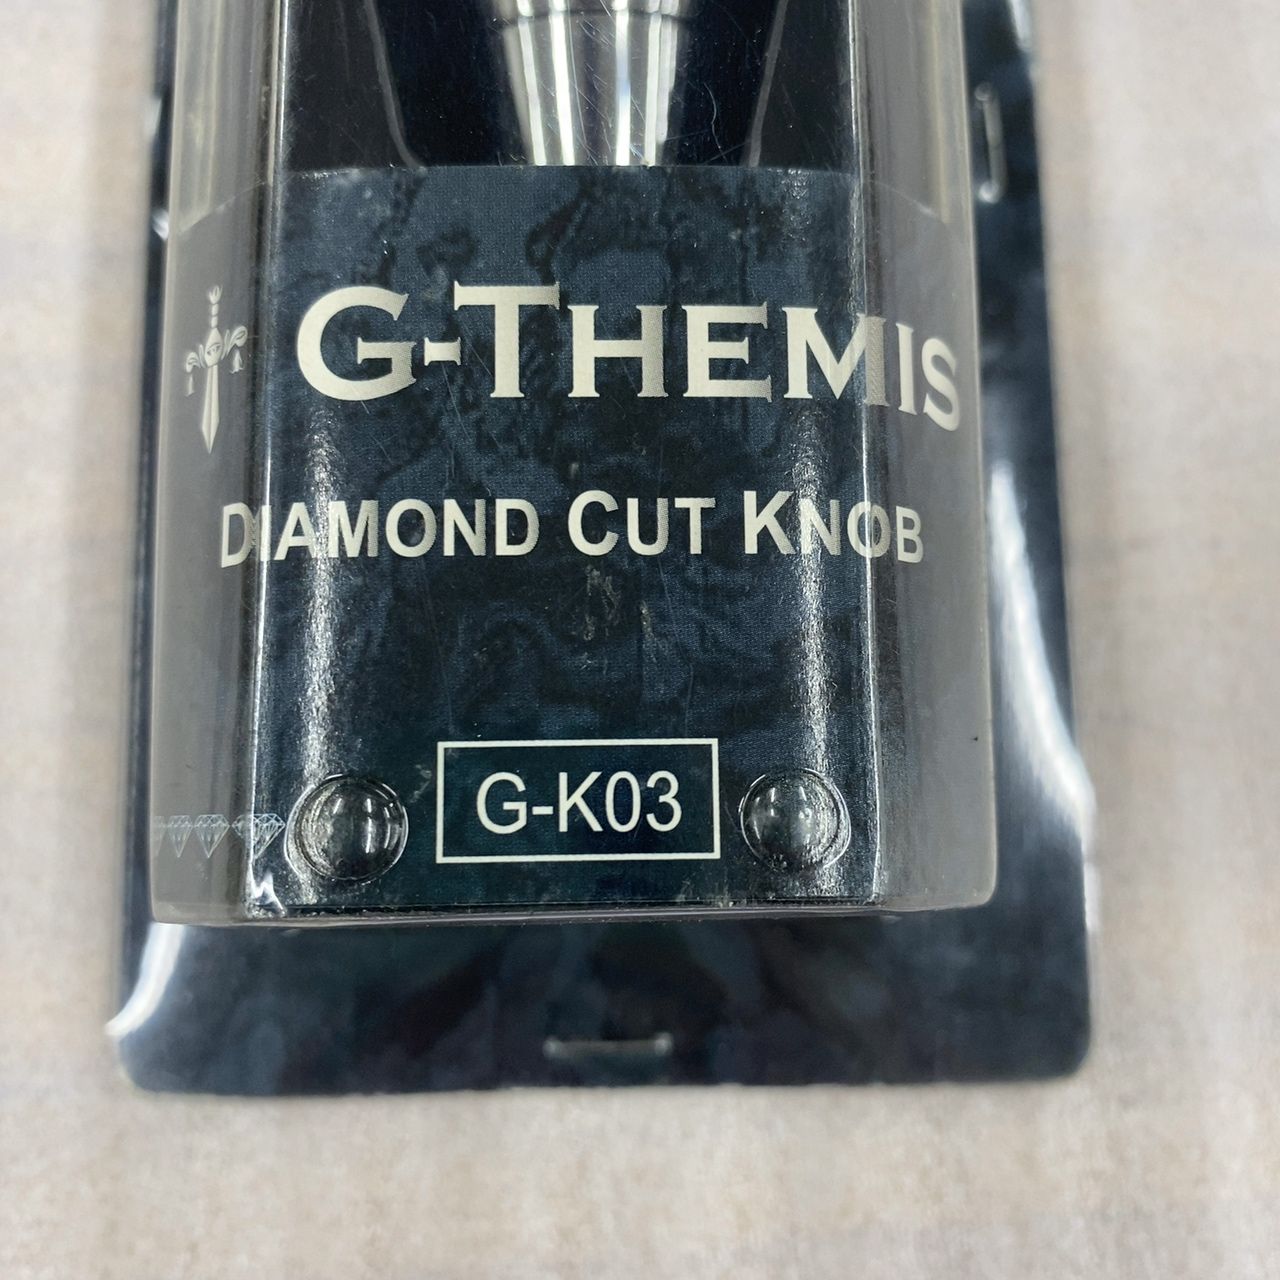 G-THEMIS
DIAMOND CUT KNOB
G-K03